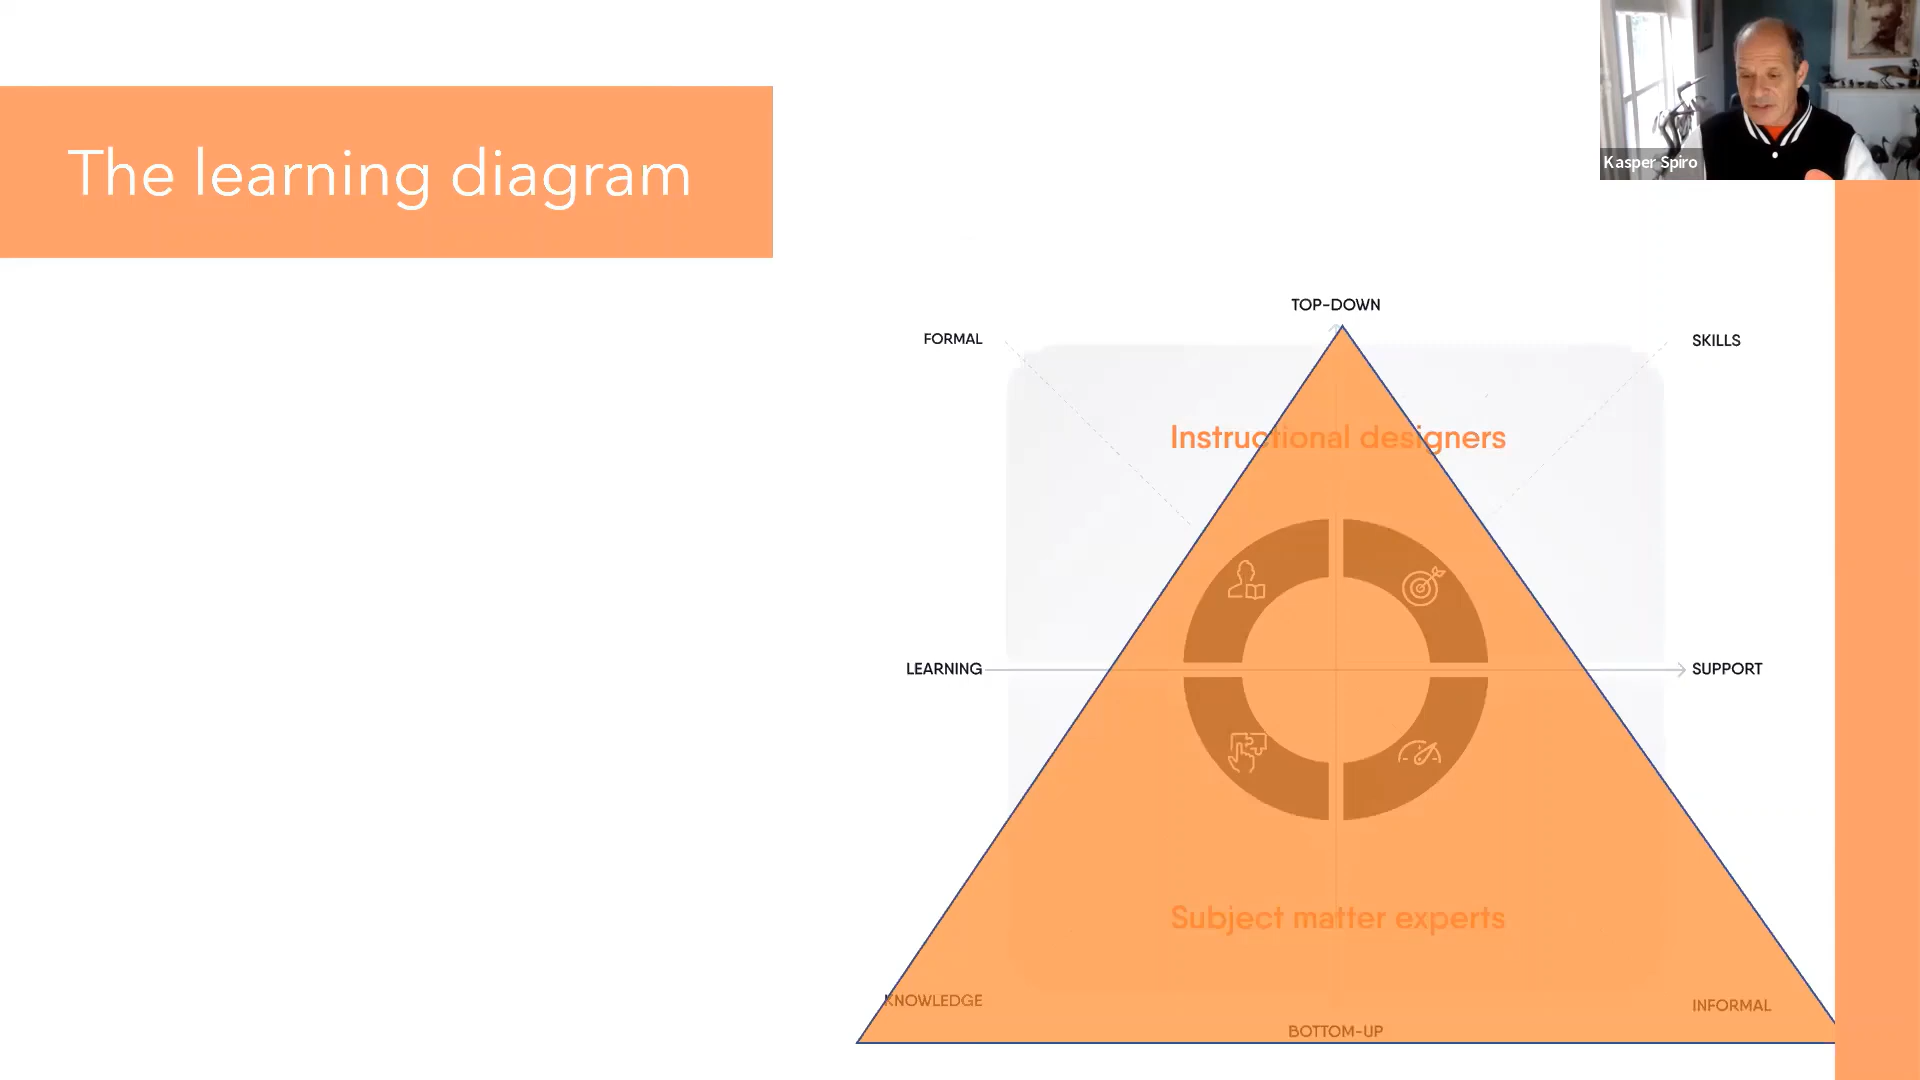 The learning diagram
Kasper Spiro
TOP-DOWN
FORMAL
SKILLS
Instructional designers
LEARNING
SUPPORT
Subject matter experts
KNOWLEDGE
INFORMAL
BOTTOM-UP